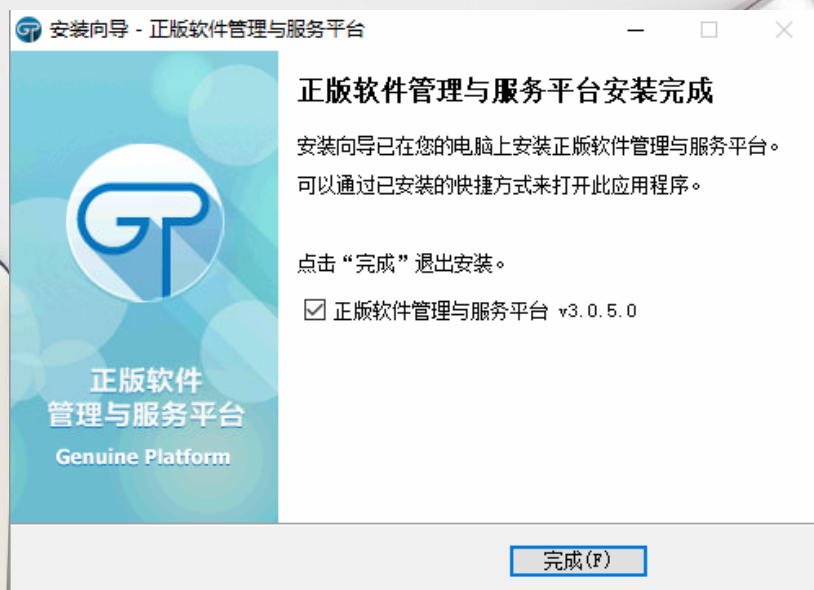 安装向导 - 正版软件管理与服务平台
正版软件管理与服务平台安装完成
安装向导已在您的电脑上安装正版软件管理与服务平台。
可以通过已安装的快捷方式来打开此应用程序。
点击“完成”退出安装。
正版软件管理与服务平台 v3.0.5.0
正版软件
管理与服务平台
Genuine Platform
完成(F)